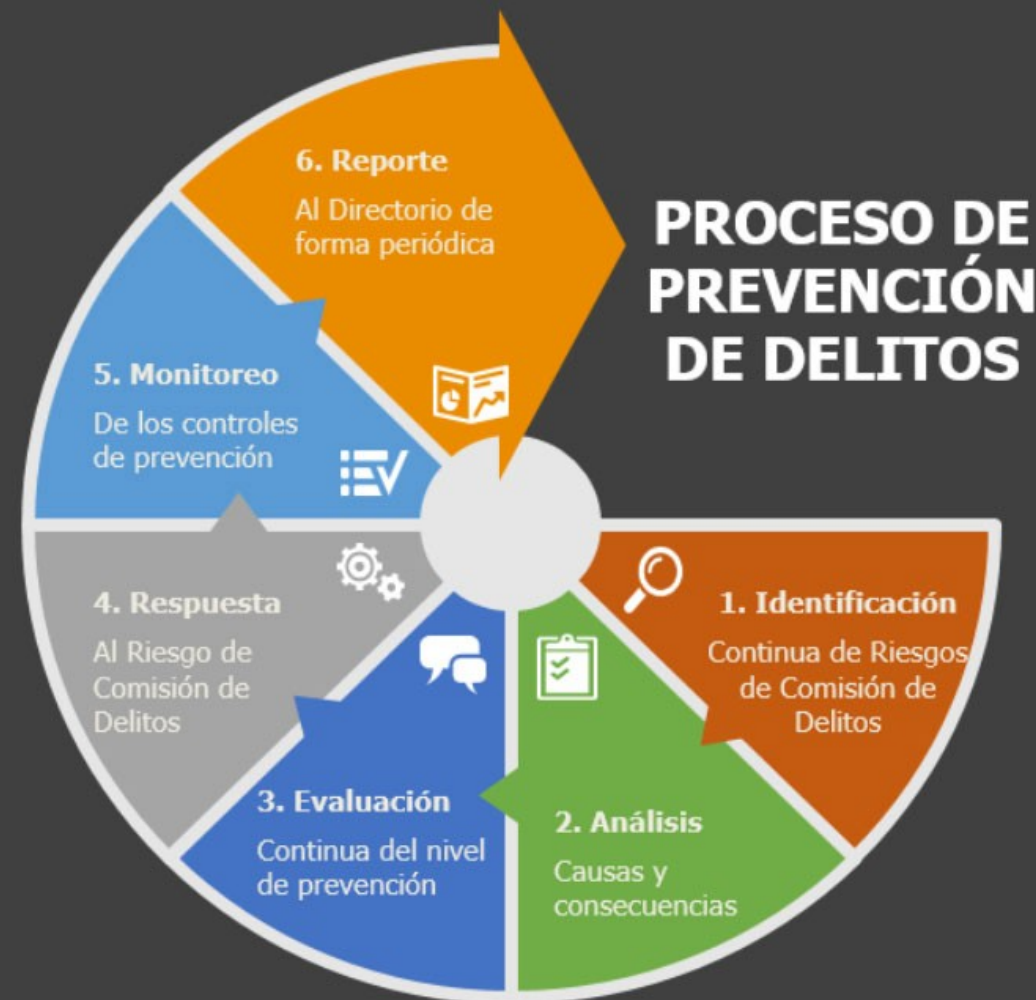 PROCESO DE
PREVENCIÓN
DE DELITOS
1. Identificación
Continua de Riesgos
de Comisión de
Delitos
2. Análisis
Causas y
consecuencias
3. Evaluación
Continua del nivel
de prevención
4. Respuesta
Al Riesgo de
Comisión de
Delitos
5. Monitoreo
De los controles
de prevención
6. Reporte
Al Directorio de
forma periódica